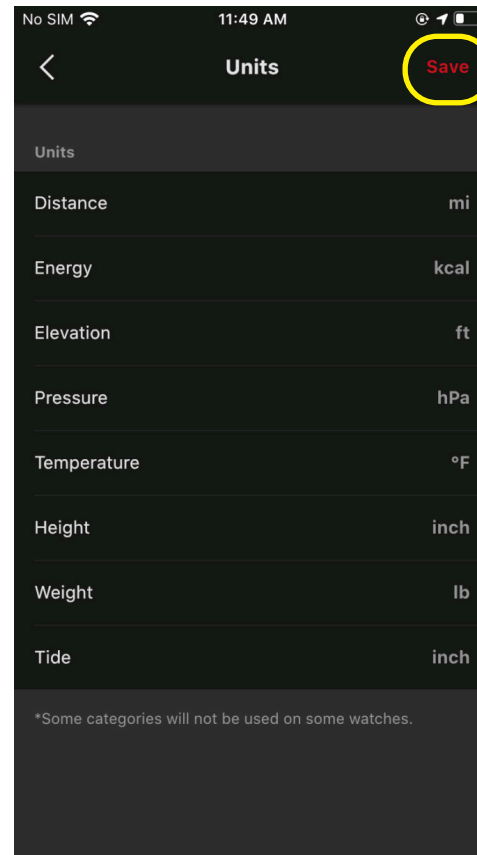 No SIM 11:49 AM
Units Save
Units
Distance mi
Energy kcal
Elevation ft
Pressure hPa
Temperature °F
Height inch
Weight lb
Tide inch
*Some categories will not be used on some watches.